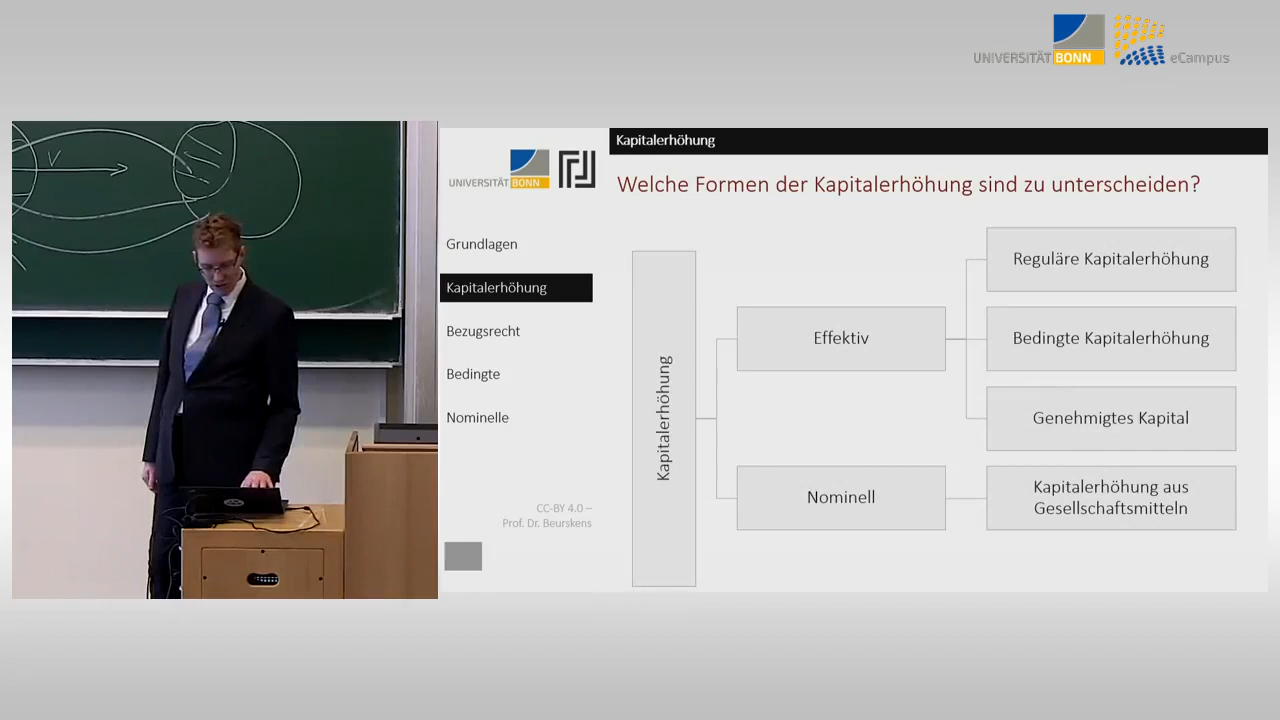 UNIVERSITÄT BONN
eCampus
V
UNIVERSITÄT BONN
Kapitalerhöhung
Welche Formen der Kapitalerhöhung sind zu unterscheiden?
Grundlagen
Kapitalerhöhung
Bezugsrecht
Bedingte
Nominelle
CC-BY 4.0 –
Prof. Dr. Beurskens
Kapitalerhöhung
Effektiv
Nominell
Reguläre Kapitalerhöhung
Bedingte Kapitalerhöhung
Genehmigtes Kapital
Kapitalerhöhung aus
Gesellschaftsmitteln